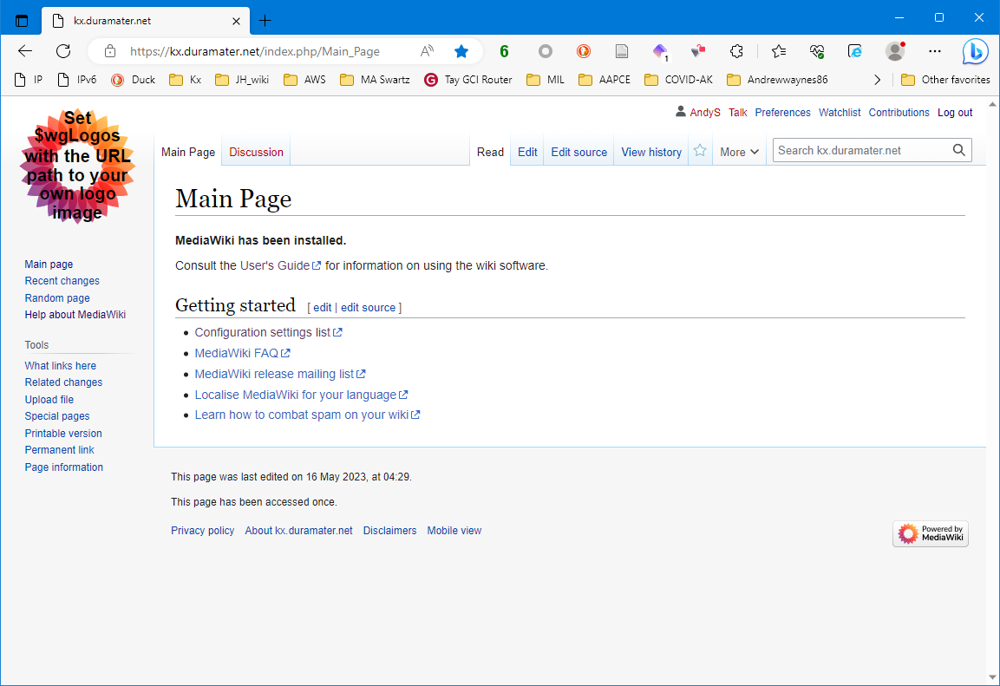 kx.duramater.net
https://kx.duramater.net/index.php/Main_Page
A
6
1
IP IPv6 Duck Kx JH_wiki AWS MA Swartz Tay GCI Router MIL AAPCE COVID-AK Andrewwaynes86 Other favorites
AndyS Talk Preferences Watchlist Contributions Log out
Set
$wgLogos
with the URL
path to your
own logo
image
Main Page Discussion Read Edit Edit source View history More Search kx.duramater.net
Main Page
MediaWiki has been installed.
Consult the User's Guide for information on using the wiki software.
Getting started [ edit | edit source ]
Configuration settings list
MediaWiki FAQ
MediaWiki release mailing list
Localise MediaWiki for your language
Learn how to combat spam on your wiki
Main page
Recent changes
Random page
Help about MediaWiki
Tools
What links here
Related changes
Upload file
Special pages
Printable version
Permanent link
Page information
This page was last edited on 16 May 2023, at 04:29.
This page has been accessed once.
Privacy policy About kx.duramater.net Disclaimers Mobile view
Powered by
MediaWiki